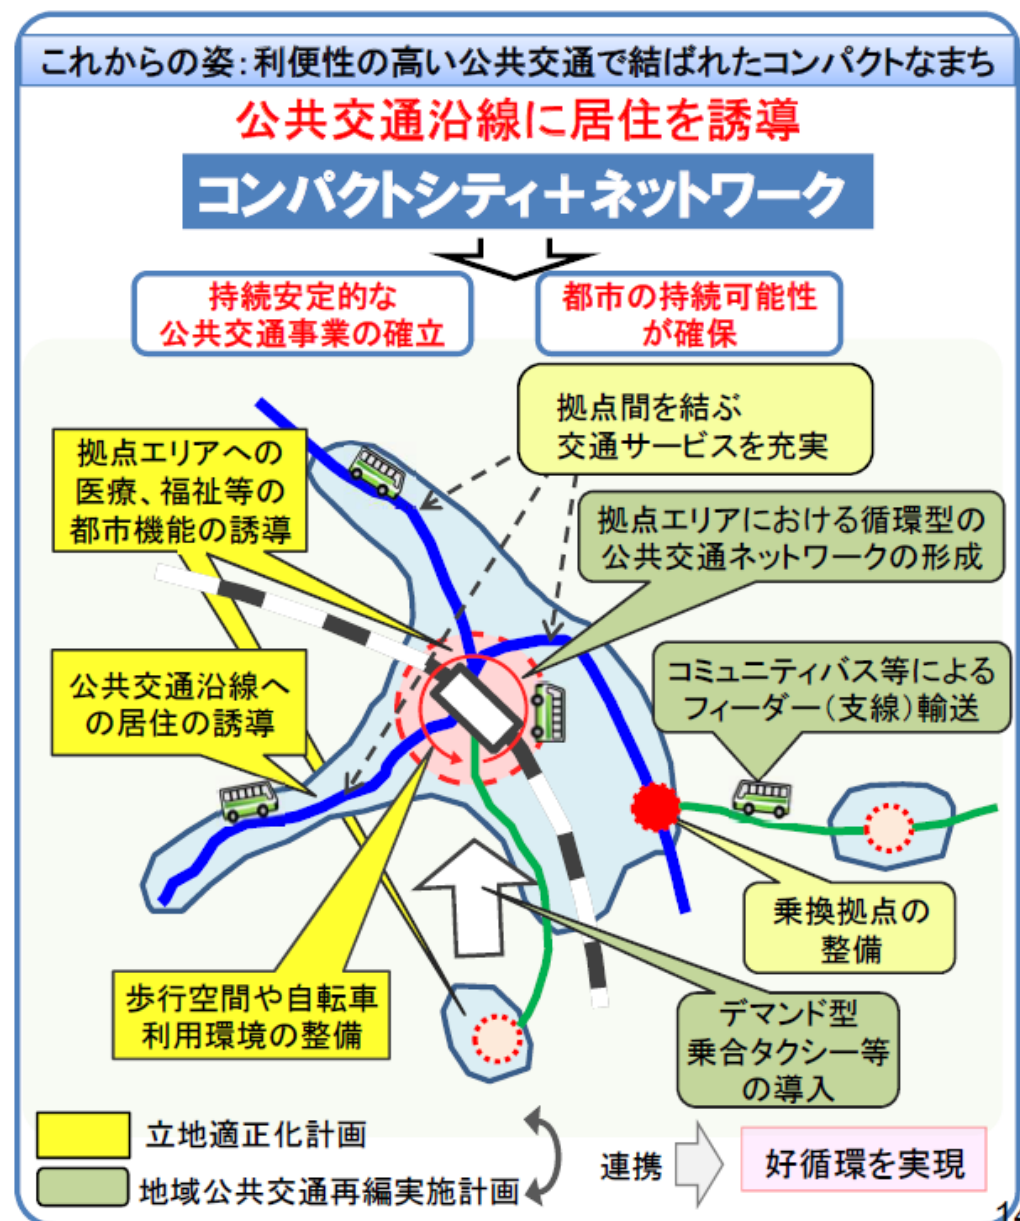 これからの姿：利便性の高い公共交通で結ばれたコンパクトなまち
公共交通沿線に居住を誘導
コンパクトシティ＋ネットワーク
持続安定的な
公共交通事業の確立
都市の持続可能性
が確保
拠点間を結ぶ
交通サービスを充実
拠点エリアへの
医療、福祉等の
都市機能の誘導
拠点エリアにおける循環型の
公共交通ネットワークの形成
公共交通沿線へ
の居住の誘導
コミュニティバス等による
フィーダー（支線）輸送
乗換拠点の
整備
歩行空間や自転車
利用環境の整備
デマンド型
乗合タクシー等
の導入
立地適正化計画
地域公共交通再編実施計画
連携
好循環を実現